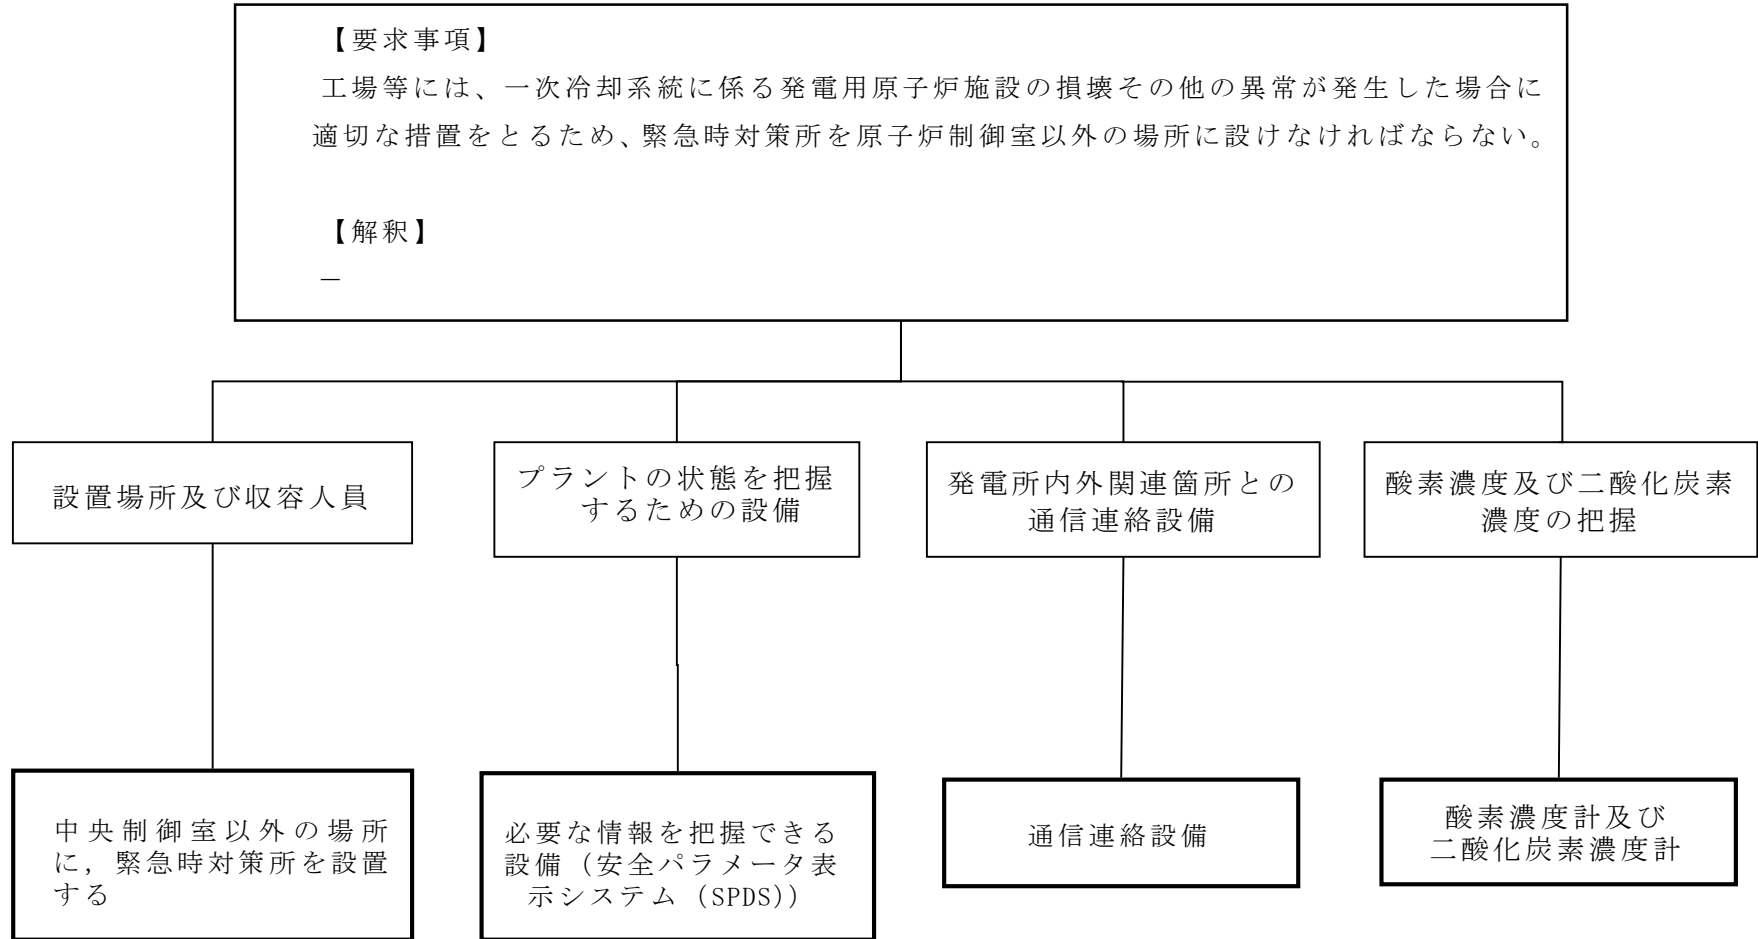 【要求事項】
工場等には、一次冷却系統に係る発電用原子炉施設の損壊その他の異常が発生した場合に
適切な措置をとるため、緊急時対策所を原子炉制御室以外の場所に設けなければならない。
【解釈】
－
設置場所及び収容人員
プラントの状態を把握
するための設備
発電所内外関連箇所との
通信連絡設備
酸素濃度及び二酸化炭素
濃度の把握
中央制御室以外の場所
に，緊急時対策所を設置
する
必要な情報を把握できる
設備（安全パラメータ表
示システム（SPDS））
通信連絡設備
酸素濃度計及び
二酸化炭素濃度計